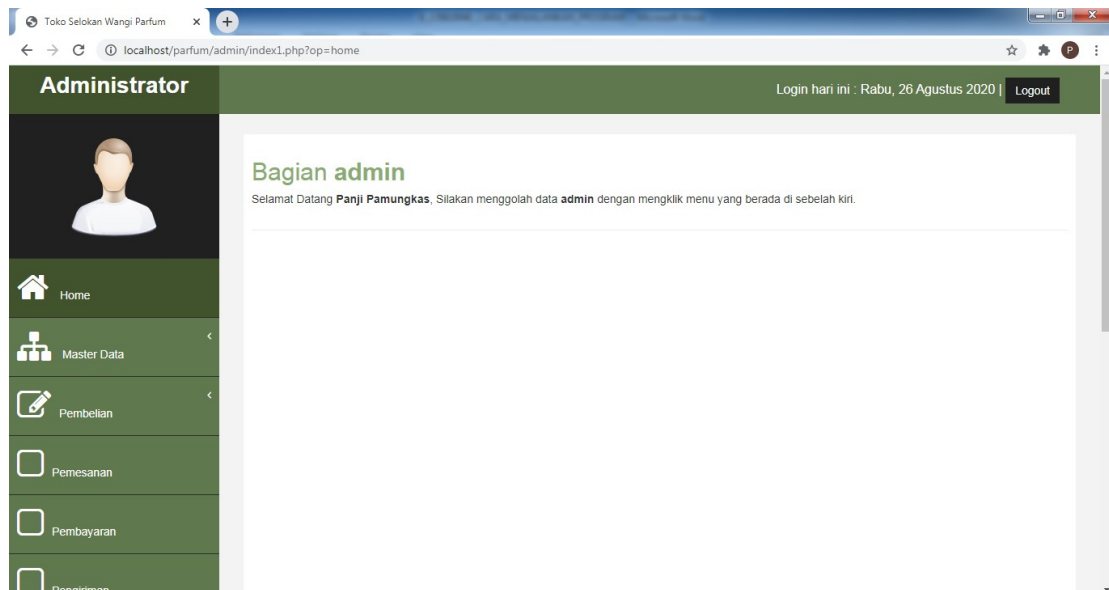 Toko Selokan Wangi Parfum
localhost/parfum/admin/index1.php?op=home
P
Administrator
Login hari ini : Rabu, 26 Agustus 2020 | Logout
Bagian admin
Selamat Datang Panji Pamungkas, Silakan menggolah data admin dengan mengklik menu yang berada di sebelah kiri.
Home
Master Data
Pembelian
Pemesanan
Pembayaran
Pengiriman